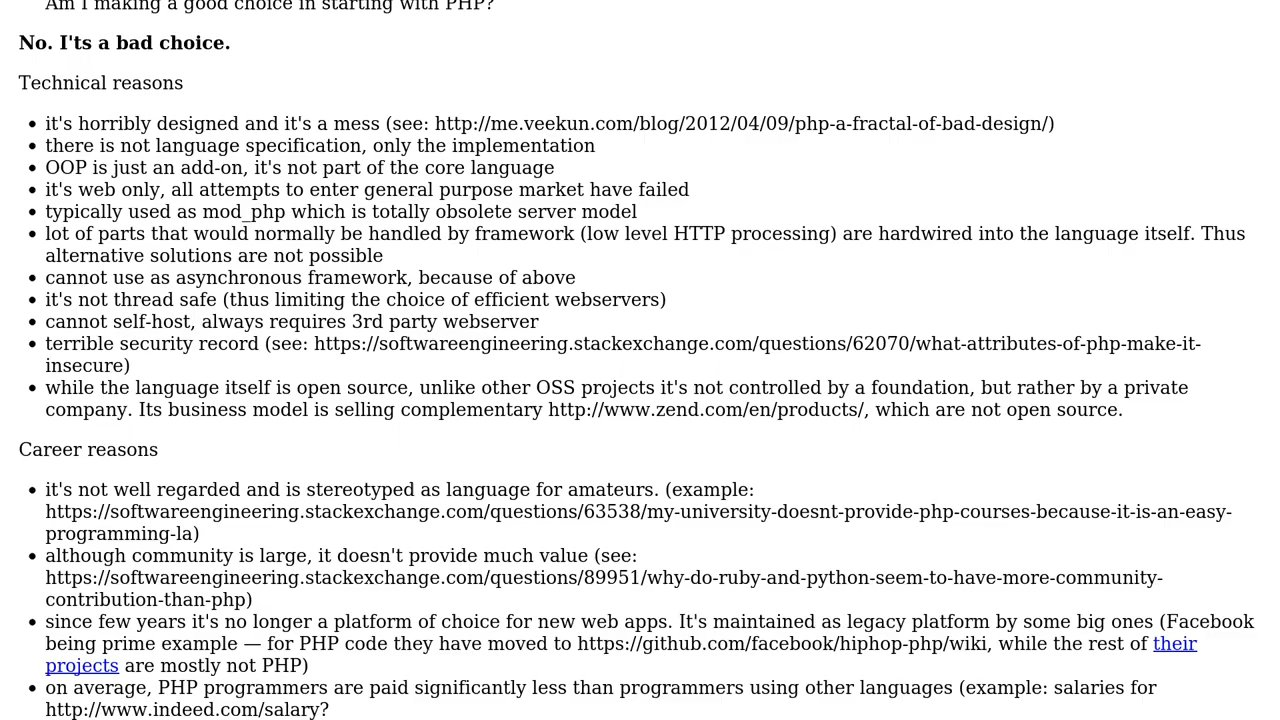 Am I making a good choice in starting with PHP?
No. I'ts a bad choice.
Technical reasons
• it's horribly designed and it's a mess (see: http://me.veekun.com/blog/2012/04/09/php-a-fractal-of-bad-design/)
• there is not language specification, only the implementation
• OOP is just an add-on, it's not part of the core language
• it's web only, all attempts to enter general purpose market have failed
• typically used as mod_php which is totally obsolete server model
• lot of parts that would normally be handled by framework (low level HTTP processing) are hardwired into the language itself. Thus
alternative solutions are not possible
• cannot use as asynchronous framework, because of above
• it's not thread safe (thus limiting the choice of efficient webservers)
• cannot self-host, always requires 3rd party webserver
• terrible security record (see: https://softwareengineering.stackexchange.com/questions/62070/what-attributes-of-php-make-it-
insecure)
• while the language itself is open source, unlike other OSS projects it's not controlled by a foundation, but rather by a private
company. Its business model is selling complementary http://www.zend.com/en/products/, which are not open source.
Career reasons
• it's not well regarded and is stereotyped as language for amateurs. (example:
https://softwareengineering.stackexchange.com/questions/63538/my-university-doesnt-provide-php-courses-because-it-is-an-easy-
programming-la)
• although community is large, it doesn't provide much value (see:
https://softwareengineering.stackexchange.com/questions/89951/why-do-ruby-and-python-seem-to-have-more-community-
contribution-than-php)
• since few years it's no longer a platform of choice for new web apps. It's maintained as legacy platform by some big ones (Facebook
being prime example — for PHP code they have moved to https://github.com/facebook/hiphop-php/wiki, while the rest of their
projects are mostly not PHP)
• on average, PHP programmers are paid significantly less than programmers using other languages (example: salaries for
http://www.indeed.com/salary?